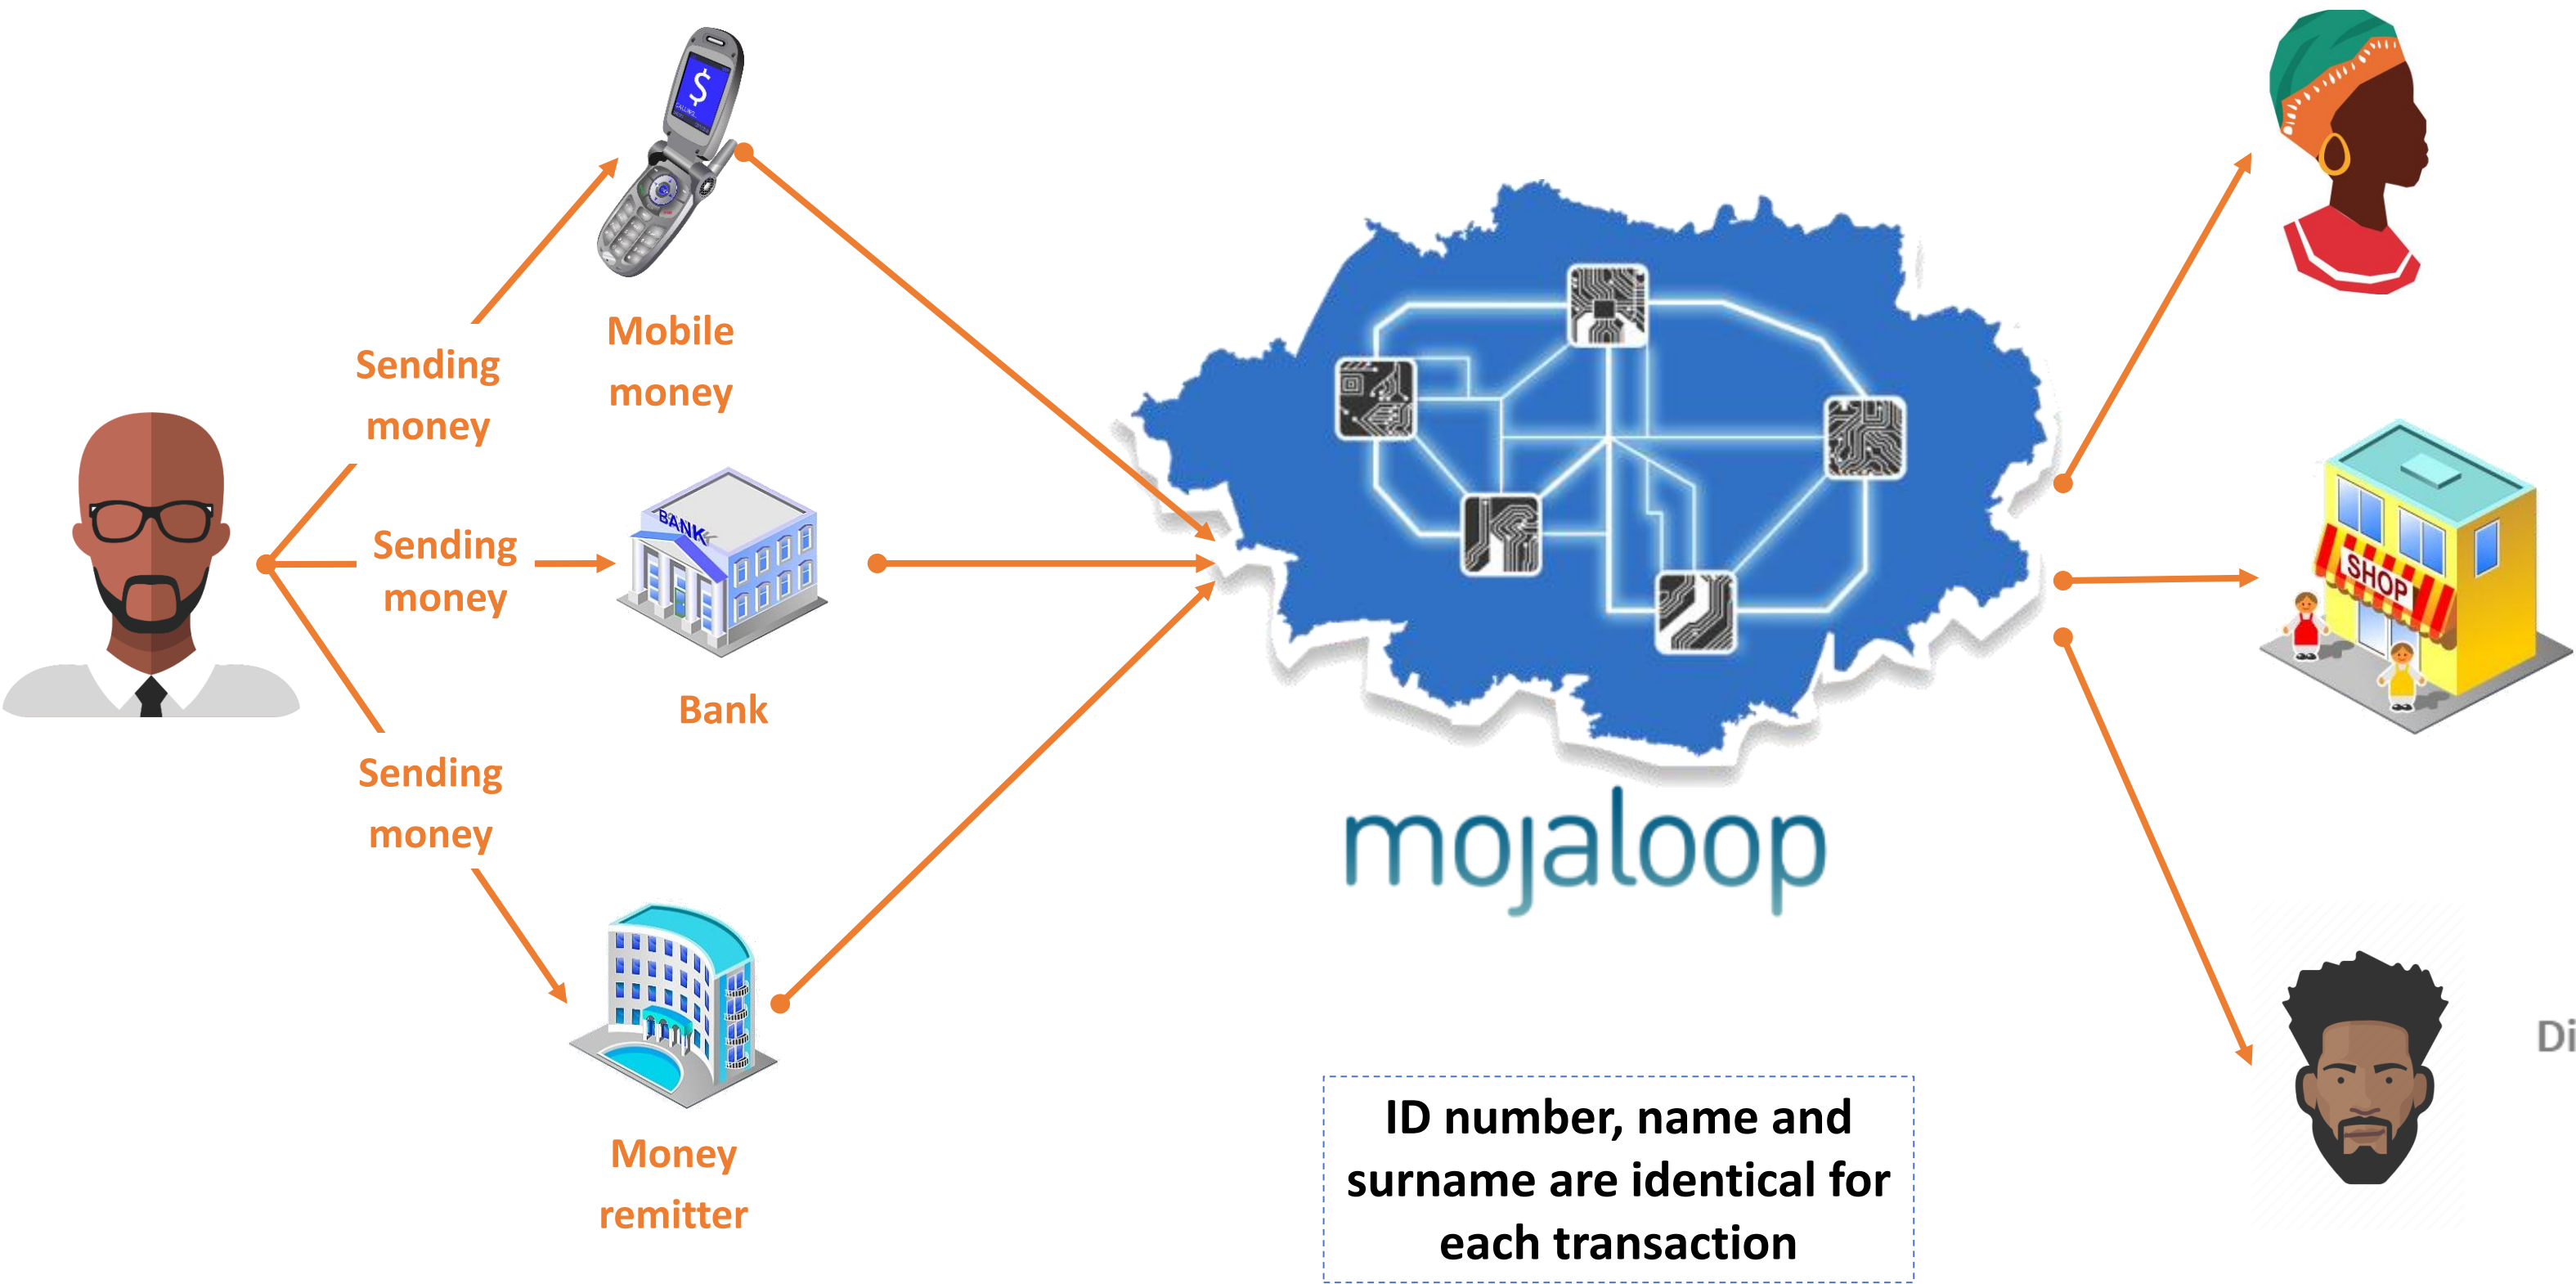 $
Mobile
money
Sending
money
Sending
money
BANK
Bank
Sending
money
Money
remitter
mojaloop
ID number, name and
surname are identical for
each transaction
SHOP
Di